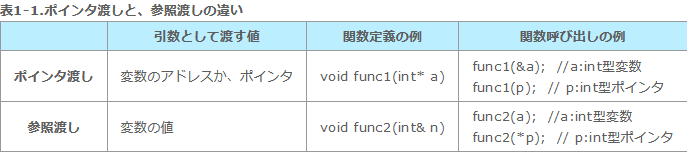 表1-1.ポインタ渡しと、参照渡しの違い
引数として渡す値 関数定義の例 関数呼び出しの例
ポインタ渡し 変数のアドレスか、ポインタ void func1(int* a) func1(&a); //a:int型変数
func1(p); // p:int型ポインタ
参照渡し 変数の値 void func2(int& n) func2(a); //a:int型変数
func2(*p); // p:int型ポインタ